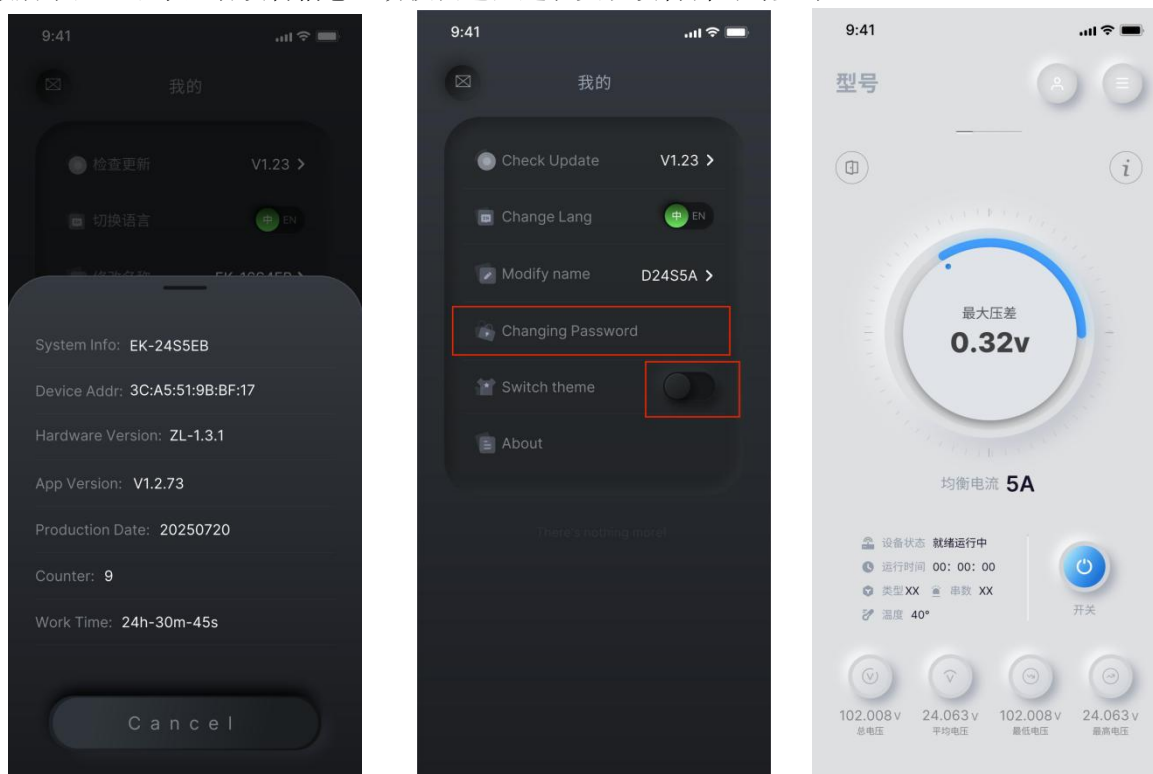 9:41
我的
检查更新 V1.23 >
切换语言 中 EN
System Info: EK-24S5EB
Device Addr: 3C:A5:51:9B:BF:17
Hardware Version: ZL-1.3.1
App Version: V1.2.73
Production Date: 20250720
Counter: 9
Work Time: 24h-30m-45s
Cancel
9:41
我的
Check Update V1.23 >
Change Lang 中 EN
Modify name D24S5A >
Changing Password
Switch theme
About
There's nothing more!
9:41
型号
i
最大压差
0.32v
均衡电流 5A
设备状态 就绪运行中
运行时间 00: 00: 00
类型XX 串数 XX
温度 40°
开关
102.008v 24.063v 102.008v 24.063v
总电压 平均电压 最低电压 最高电压